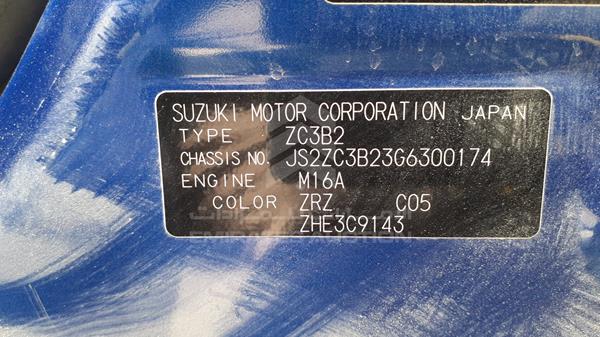 SUZUKI MOTOR CORPORATION JAPAN
TYPE ZC3B2
CHASSIS NO. JS2ZC3B23G6300174
ENGINE M16A
COLOR ZRZ C05
ZHE3C9143